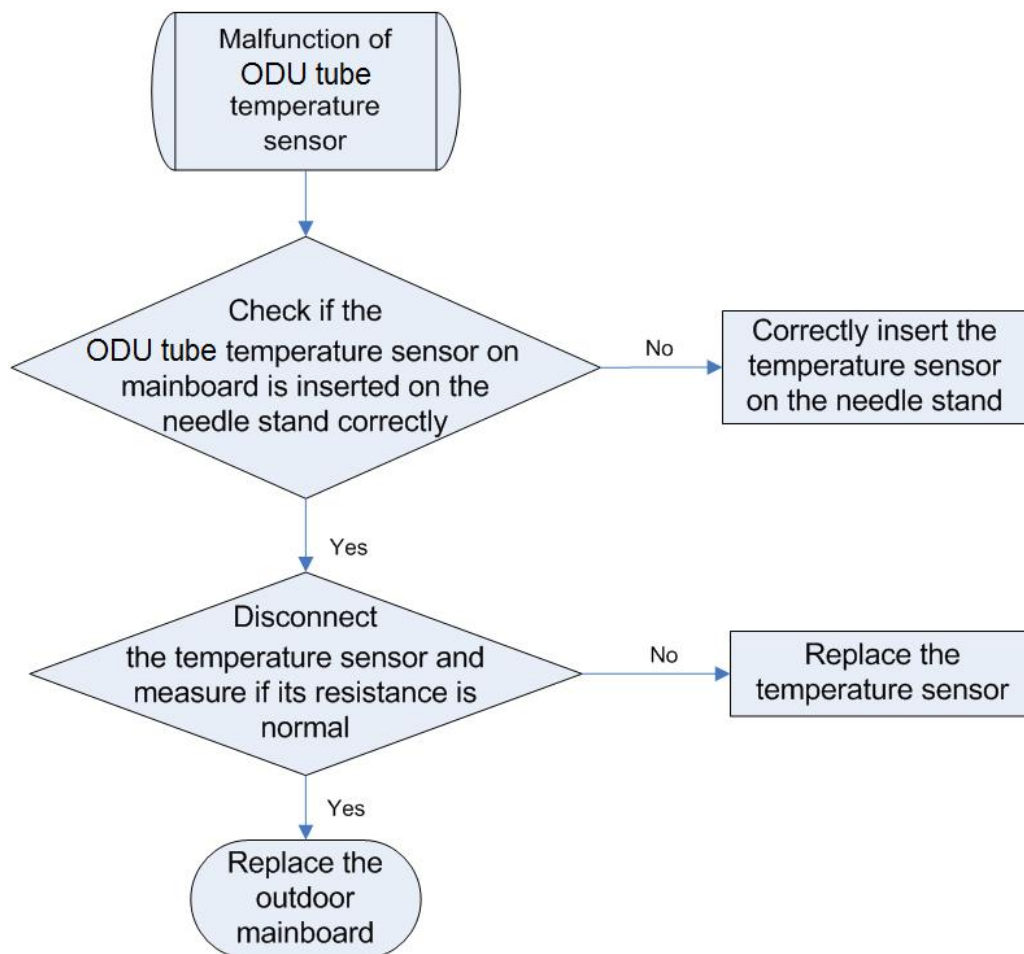 Malfunction of
ODU tube
temperature
sensor
Check if the
ODU tube temperature sensor on
mainboard is inserted on the
needle stand correctly
No
Correctly insert the
temperature sensor
on the needle stand
Yes
Disconnect
the temperature sensor and
measure if its resistance is
normal
No
Replace the
temperature sensor
Yes
Replace the
outdoor
mainboard